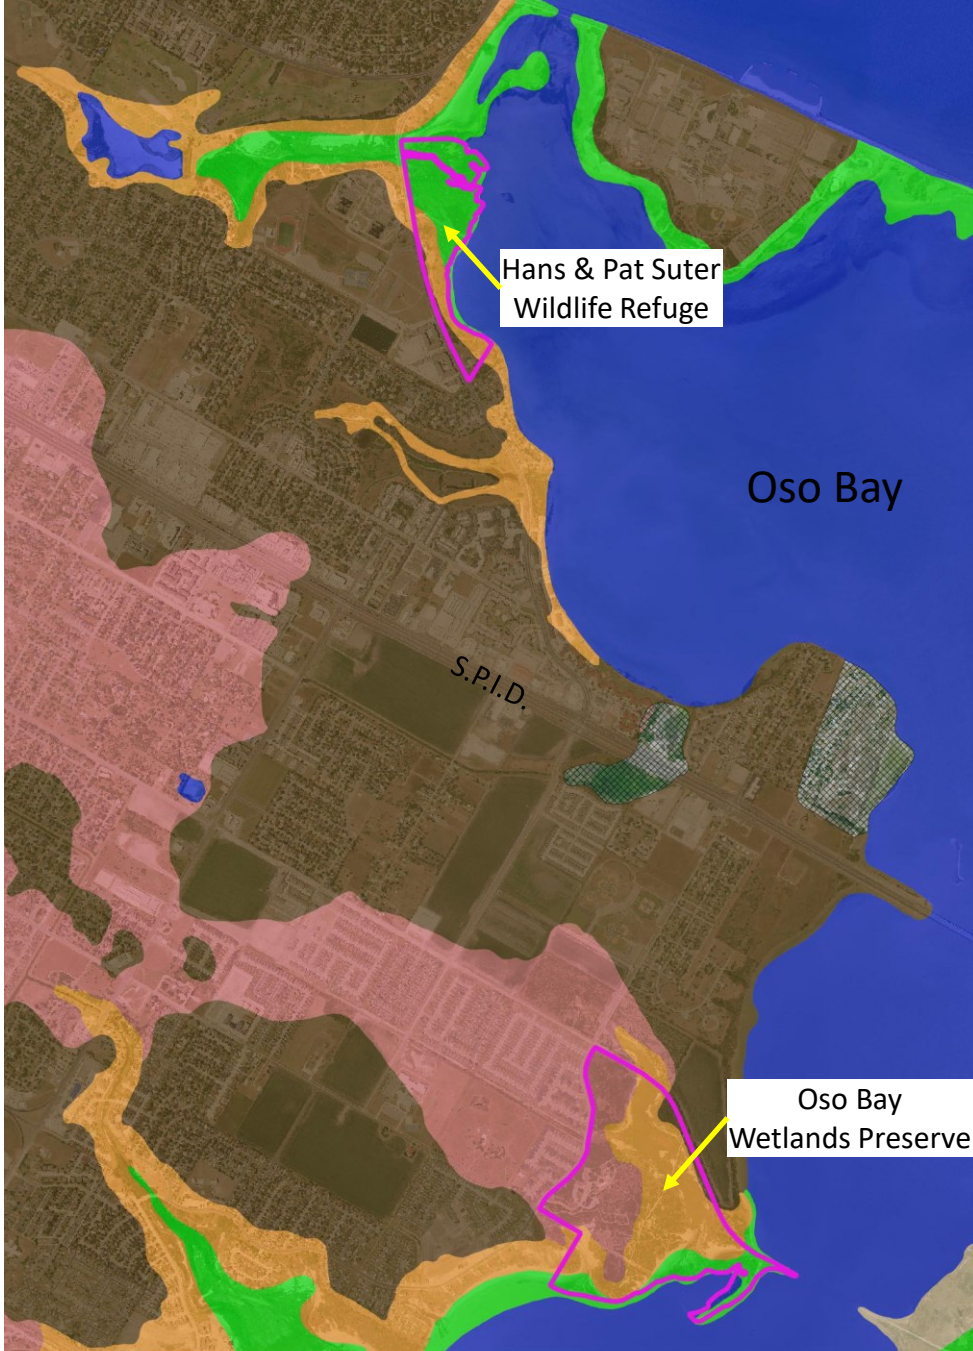 Hans & Pat Suter
Wildlife Refuge
Oso Bay
S.P.I.D.
Oso Bay
Wetlands Preserve